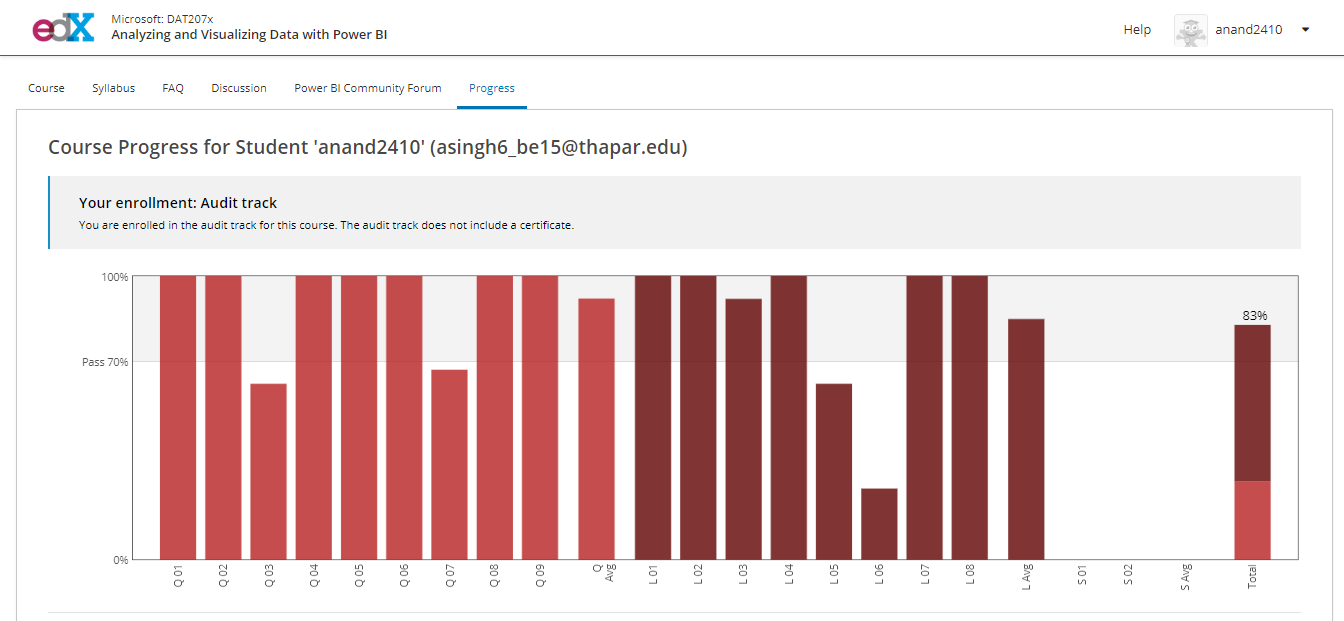 edX
Microsoft: DAT207x
Analyzing and Visualizing Data with Power BI
Help
anand2410
Course
Syllabus
FAQ
Discussion
Power BI Community Forum
Progress
Course Progress for Student 'anand2410' (asingh6_be15@thapar.edu)
Your enrollment: Audit track
You are enrolled in the audit track for this course. The audit track does not include a certificate.
100%
Pass 70%
0%
83%
Q 01
Q 02
Q 03
Q 04
Q 05
Q 06
Q 07
Q 08
Q 09
Q
Avg
L 01
L 02
L 03
L 04
L 05
L 06
L 07
L 08
L Avg
S 01
S 02
S Avg
Total